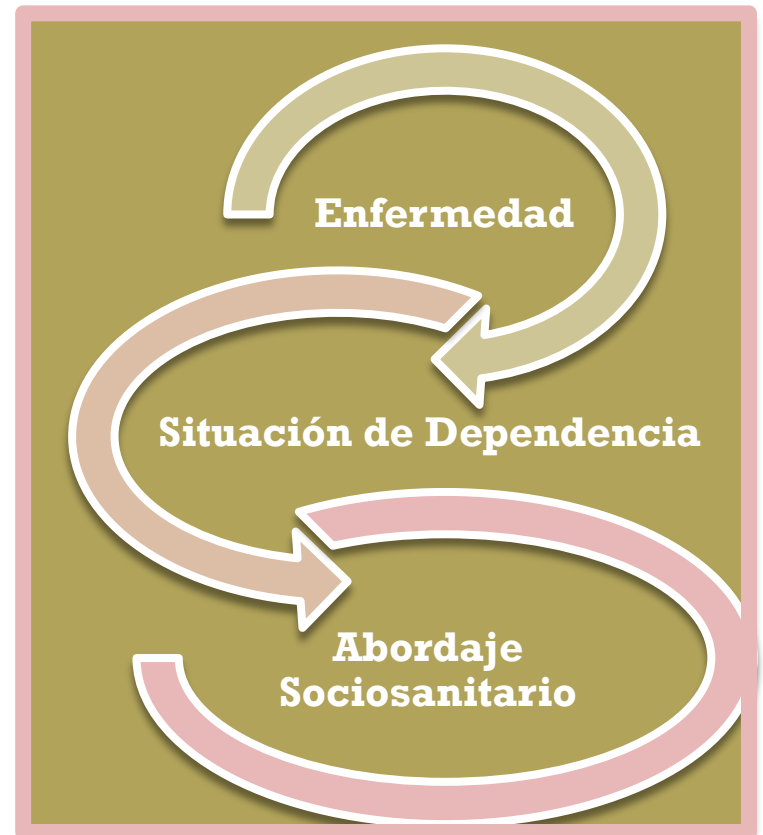 Enfermedad
Situación de Dependencia
Abordaje
Sociosanitario